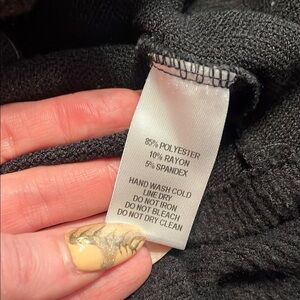 85% POLYESTER
10% RAYON
5% SPANDEX
HAND WASH COLD
LINE DRY
DO NOT IRON
DO NOT BLEACH
DO NOT DRY CLEAN